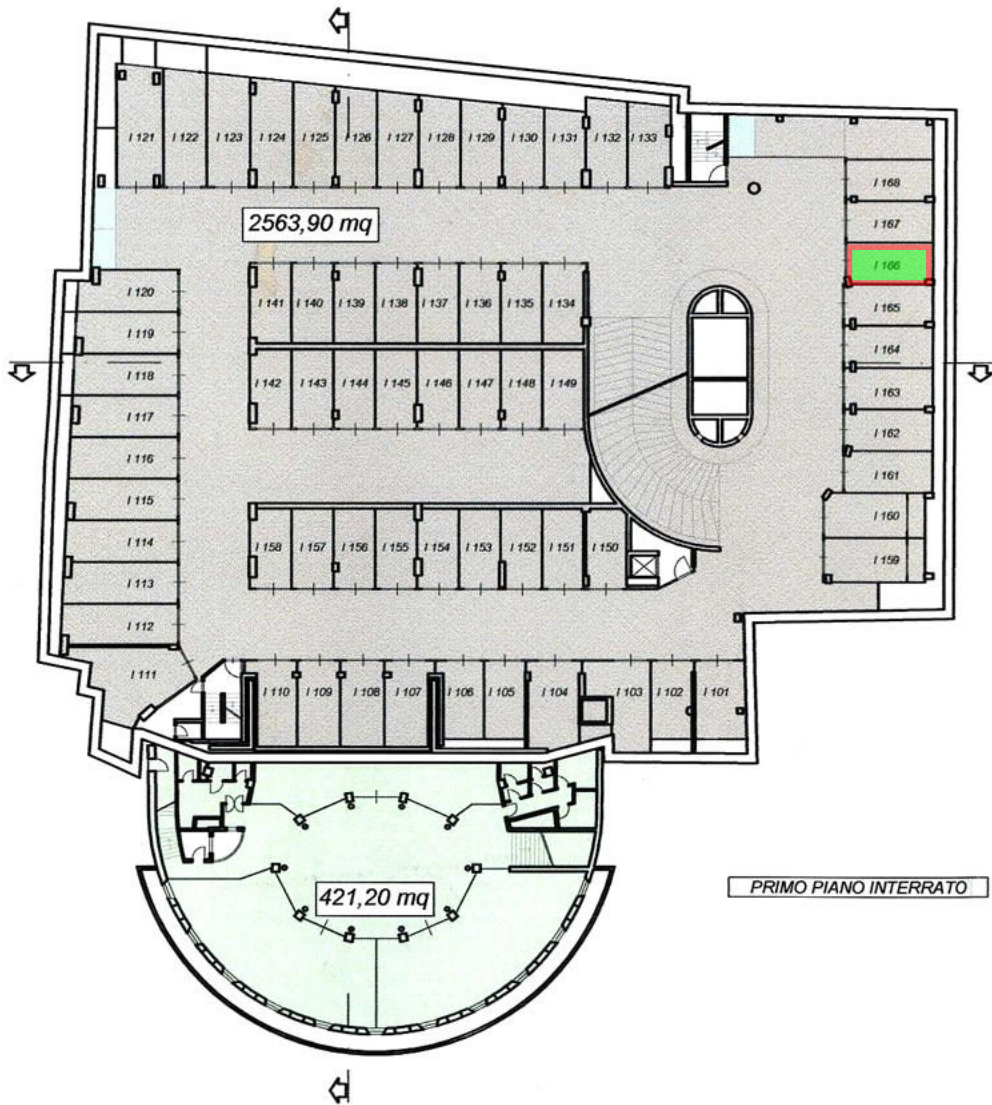 I 121 I 122 I 123 I 124 I 125 I 126 I 127 I 128 I 129 I 130 I 131 I 132 I 133
I 168
I 167
2563,90 mq
I 166
I 120
I 141 I 140 I 139 I 138 I 137 I 136 I 135 I 134
I 165
I 119
I 164
I 118
I 142 I 143 I 144 I 145 I 146 I 147 I 148 I 149
I 163
I 117
I 162
I 116
I 161
I 115
I 160
I 114
I 158 I 157 I 156 I 155 I 154 I 153 I 152 I 151 I 150
I 159
I 113
I 112
I 111
I 110 I 109 I 108 I 107 I 106 I 105 I 104 I 103 I 102 I 101
PRIMO PIANO INTERRATO
421,20 mq